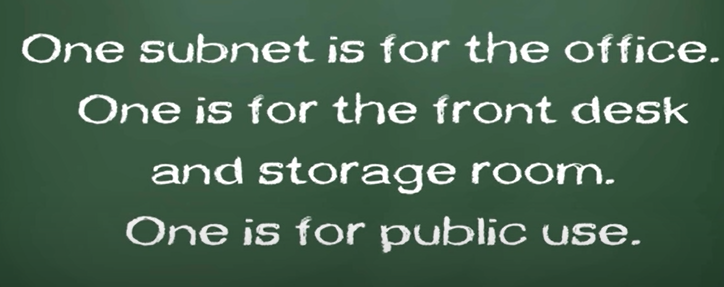 One subnet is for the office.
One is for the front desk
and storage room.
One is for public use.